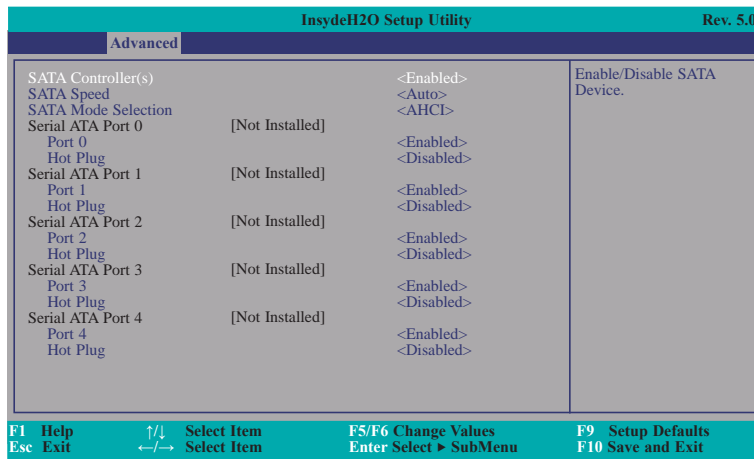 InsydeH2O Setup Utility Rev. 5.0
Advanced
SATA Controller(s) <Enabled> Enable/Disable SATA
SATA Speed <Auto> Device.
SATA Mode Selection <AHCI>
Serial ATA Port 0 [Not Installed]
Port 0 <Enabled>
Hot Plug <Disabled>
Serial ATA Port 1 [Not Installed]
Port 1 <Enabled>
Hot Plug <Disabled>
Serial ATA Port 2 [Not Installed]
Port 2 <Enabled>
Hot Plug <Disabled>
Serial ATA Port 3 [Not Installed]
Port 3 <Enabled>
Hot Plug <Disabled>
Serial ATA Port 4 [Not Installed]
Port 4 <Enabled>
Hot Plug <Disabled>
F1 Help ↑/↓ Select Item F5/F6 Change Values F9 Setup Defaults
Esc Exit ←/→ Select Item Enter Select ▶ SubMenu F10 Save and Exit